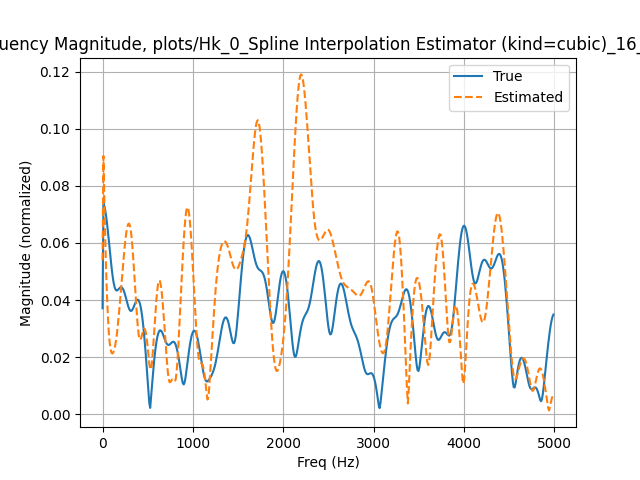 uency Magnitude, plots/Hk_0_Spline Interpolation Estimator (kind=cubic)_16_
0.12
0.10
0.08
0.06
0.04
0.02
0.00
Magnitude (normalized)
True
Estimated
0 1000 2000 3000 4000 5000
Freq (Hz)